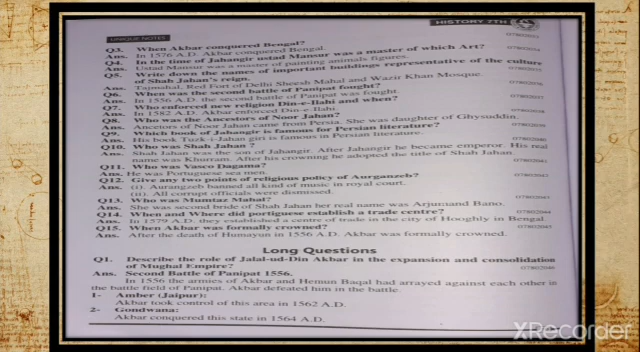 HISTORY 7TH
UNIQUE NOTES
Q3. When Akbar conquered Bengal?
Ans. In 1576 A.D. Akbar conquered Bengal.
Q4. In the time of Jahangir ustad Mansur was a master of which Art?
Ans. Ustad Mansur was a master of painting animals figures.
Q5. Write down the names of important buildings representative of the culture
of Shah Jahan's reign.
Ans. Tajmahal, Red Fort of Delhi Sheesh Mahal and Wazir Khan Mosque.
Q6. When was the second battle of Panipat fought?
Ans. In 1556 A.D. the second battle of Panipat was fought.
Q7. Who enforced new religion Din-e-Ilahi and when?
Ans. In 1582 A.D. Akbar enforced Din-e-Ilahi.
Q8. Who was the Ancestors of Noor Jahan?
Ans. Ancetors of Noor Jahan came from Persia. She was daughter of Ghysuddin.
Q9. Which book of Jahangir is famous for Persian literature?
Ans. His book Tuzk-i-Jahan giri is famous in Persian literature.
Q10. Who was Shah Jahan?
Ans. Shah Jahan was the son of Jahangir. After Jahangir he became emperor. His real
name was Khurram. After his crowning he adopted the title of Shah Jahan.
Q11. Who was Vasco Dagama?
Ans. He was Portuguese sea men.
Q12. Give any two points of religious policy of Aurganzeb?
Ans. (i). Aurangzeb banned all kind of music in royal court.
(ii). All corrupt officials were dismissed.
Q13. Who was Mumtaz Mahal?
Ans. She was second bride of Shah Jahan her real name was Arjumand Bano.
Q14. When and Where did portiguese establish a trade centre?
Ans. In 1579 A.D. they established a centre of trade in the city of Hooghly in Bengal.
Q15. When Akbar was formally crowned?
Ans. After the death of Humayun in 1556 A.D. Akbar was formally crowned.
Long Questions
Q1. Describe the role of Jalal-ud-Din Akbar in the expansion and consolidation
of Mughal Empire?
Ans. Second Battle of Panipat 1556.
In 1556 the armies of Akbar and Hemun Baqal had arrayed against each other in
the battle field of Panipat. Akbar defeated him in the battle.
1- Amber (Jaipur):
Akbar took control of this area in 1562 A.D.
2- Gondwana:
Akbar conquered this state in 1564 A.D.
XRecorder